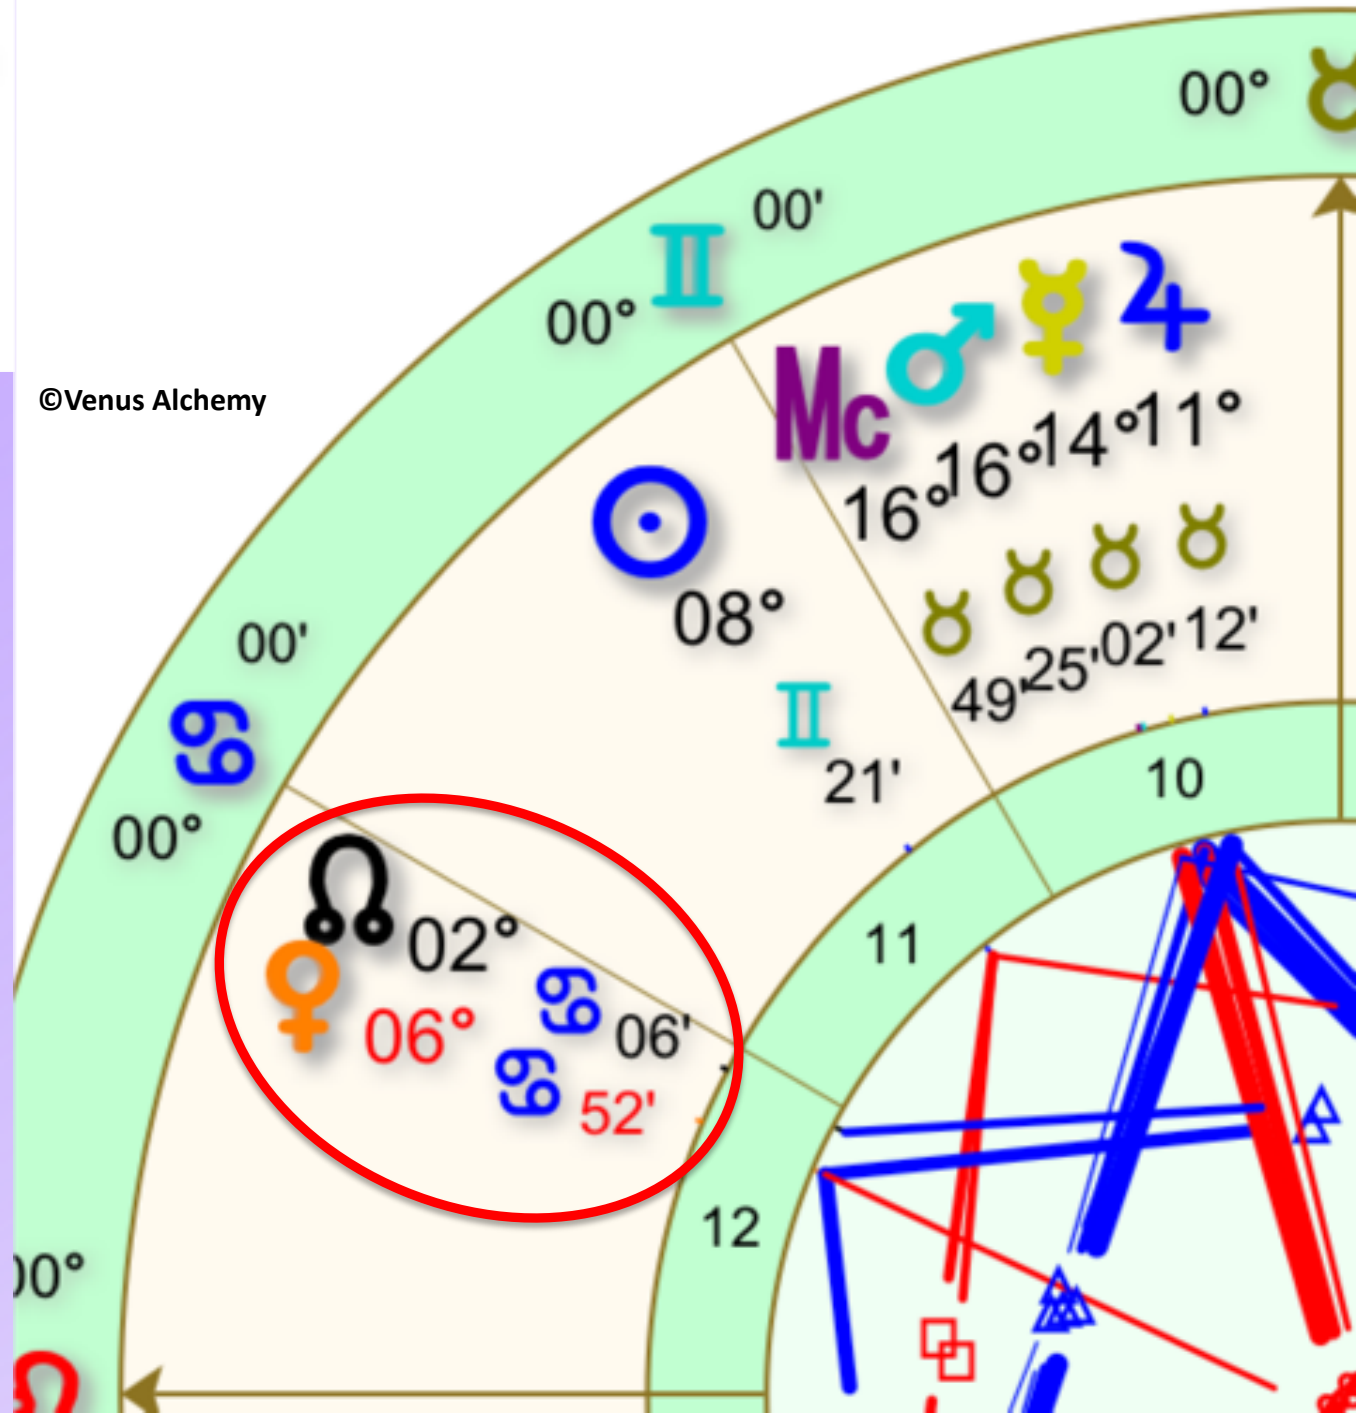 00° ♉
00'
♊
00°
Mc ♂ ☿ ♃
16° 16° 14° 11°
♉ ♉ ♉ ♉
49' 25' 02' 12'
©Venus Alchemy
☉
08°
♊
21'
00'
♋
00°
☊ 02° ♋ 06'
♀ 06° ♋ 52'
10
11
12
♌